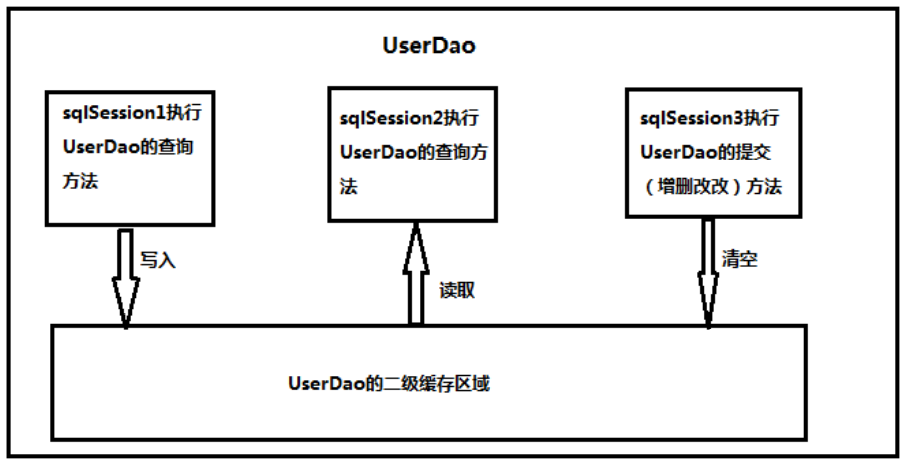 UserDao
sqlSession1执行
UserDao的查询
方法
sqlSession2执行
UserDao的查询方
法
sqlSession3执行
UserDao的提交
（增删改改）方法
写入
读取
清空
UserDao的二级缓存区域